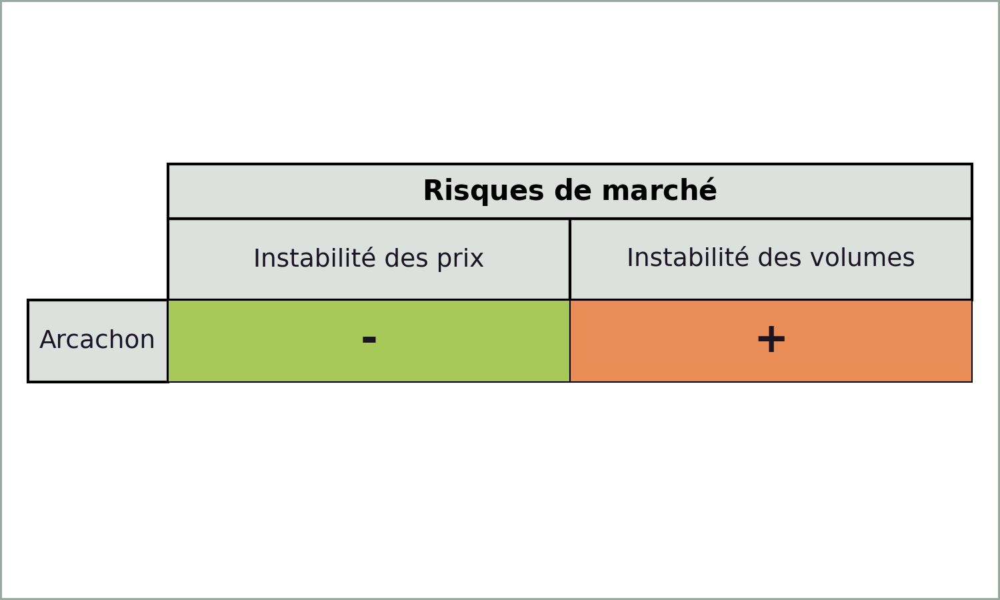 Risques de marché
Instabilité des prix
Instabilité des volumes
Arcachon
-
+